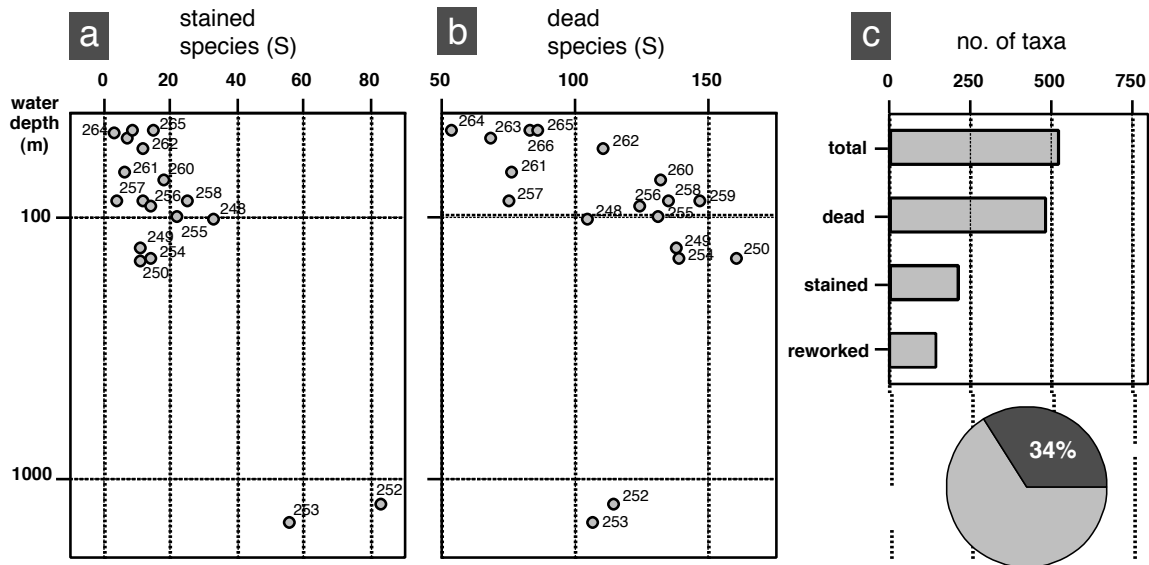 a
stained
species (S)
b
dead
species (S)
c
no. of taxa
0 20 40 60 80
50 100 150
0 250 500 750
water
depth
(m)
100
1000
264 265
262
261 260
257 256 258
248
255
249
254
250
252
253
264 263 265
266 262
261
260
257 256 258 259
248 255
249
254 250
252
253
total
dead
stained
reworked
34%